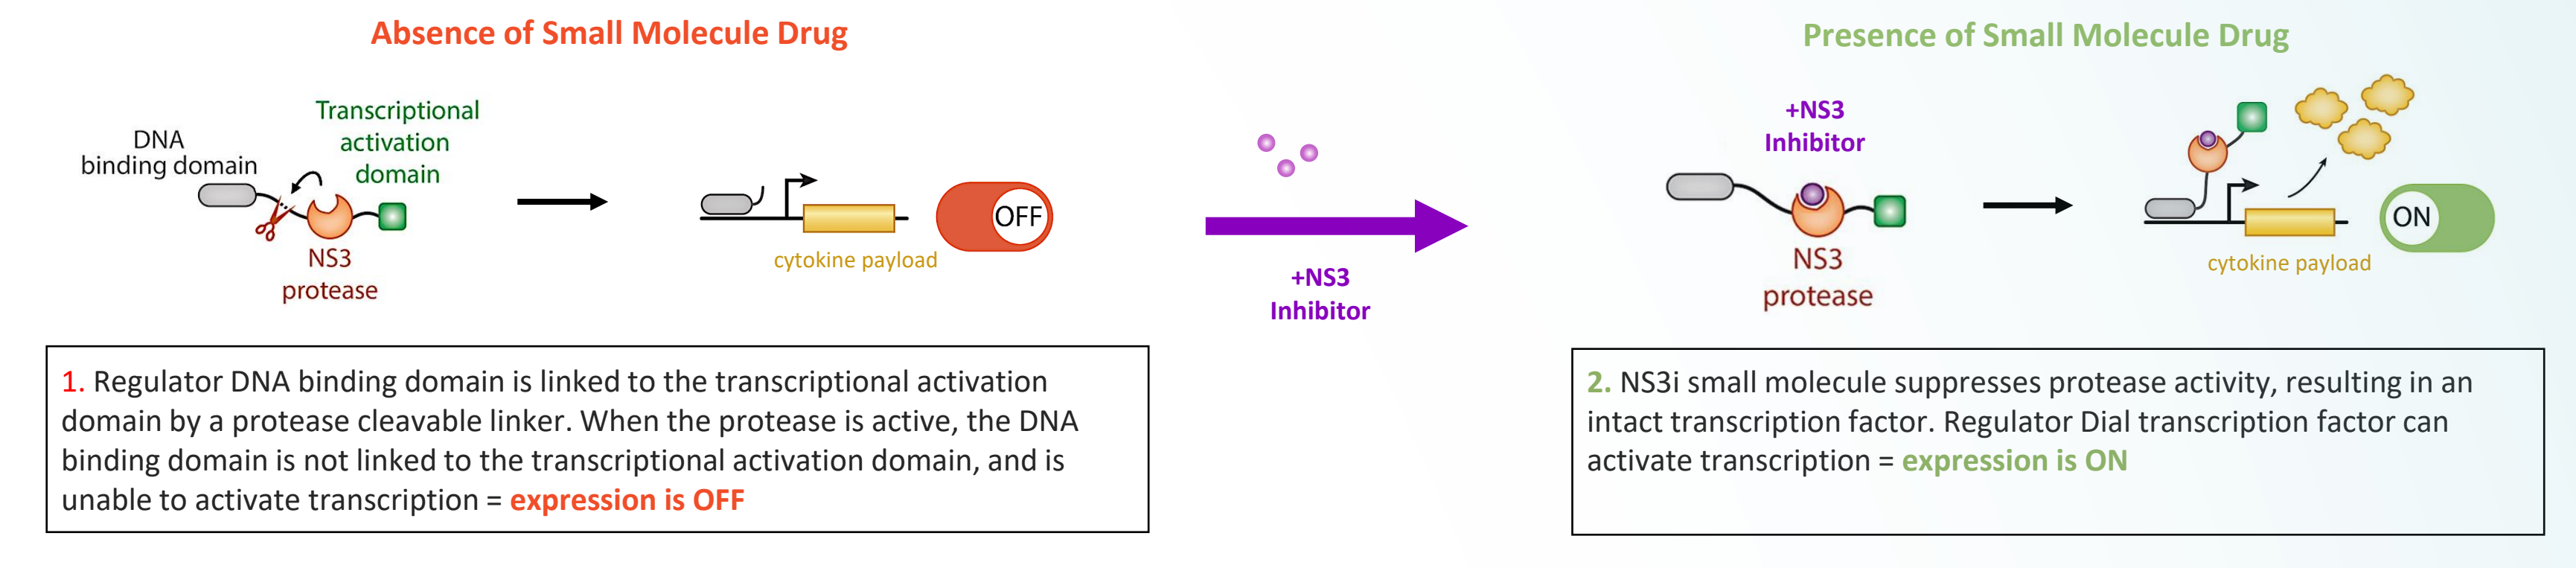 Absence of Small Molecule Drug
DNA
binding domain
Transcriptional
activation
domain
NS3
protease
cytokine payload
OFF
+NS3
Inhibitor
Presence of Small Molecule Drug
+NS3
Inhibitor
NS3
protease
cytokine payload
ON
1. Regulator DNA binding domain is linked to the transcriptional activation
domain by a protease cleavable linker. When the protease is active, the DNA
binding domain is not linked to the transcriptional activation domain, and is
unable to activate transcription = expression is OFF
2. NS3i small molecule suppresses protease activity, resulting in an
intact transcription factor. Regulator Dial transcription factor can
activate transcription = expression is ON